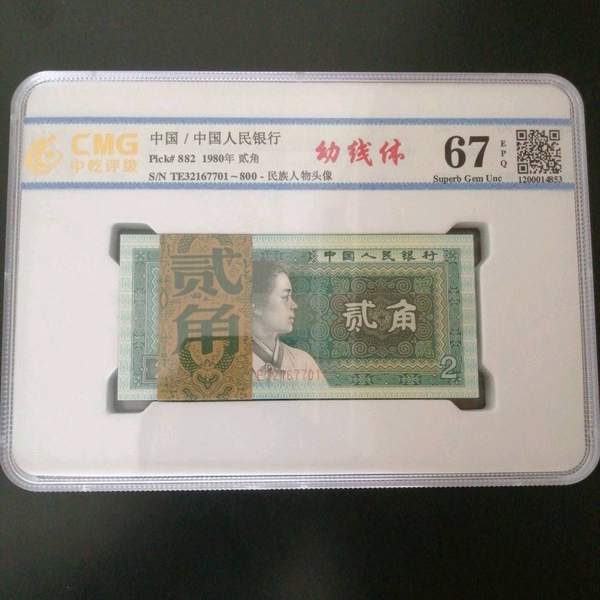 CMG
中乾评级
中国 / 中国人民银行
Pick# 882 1980年 贰角
S/N TE32167701~800 - 民族人物头像
幼线体
67
EPQ
Superb Gem Unc
1200014853
中国人民银行
贰角
贰角
TE32167701
2